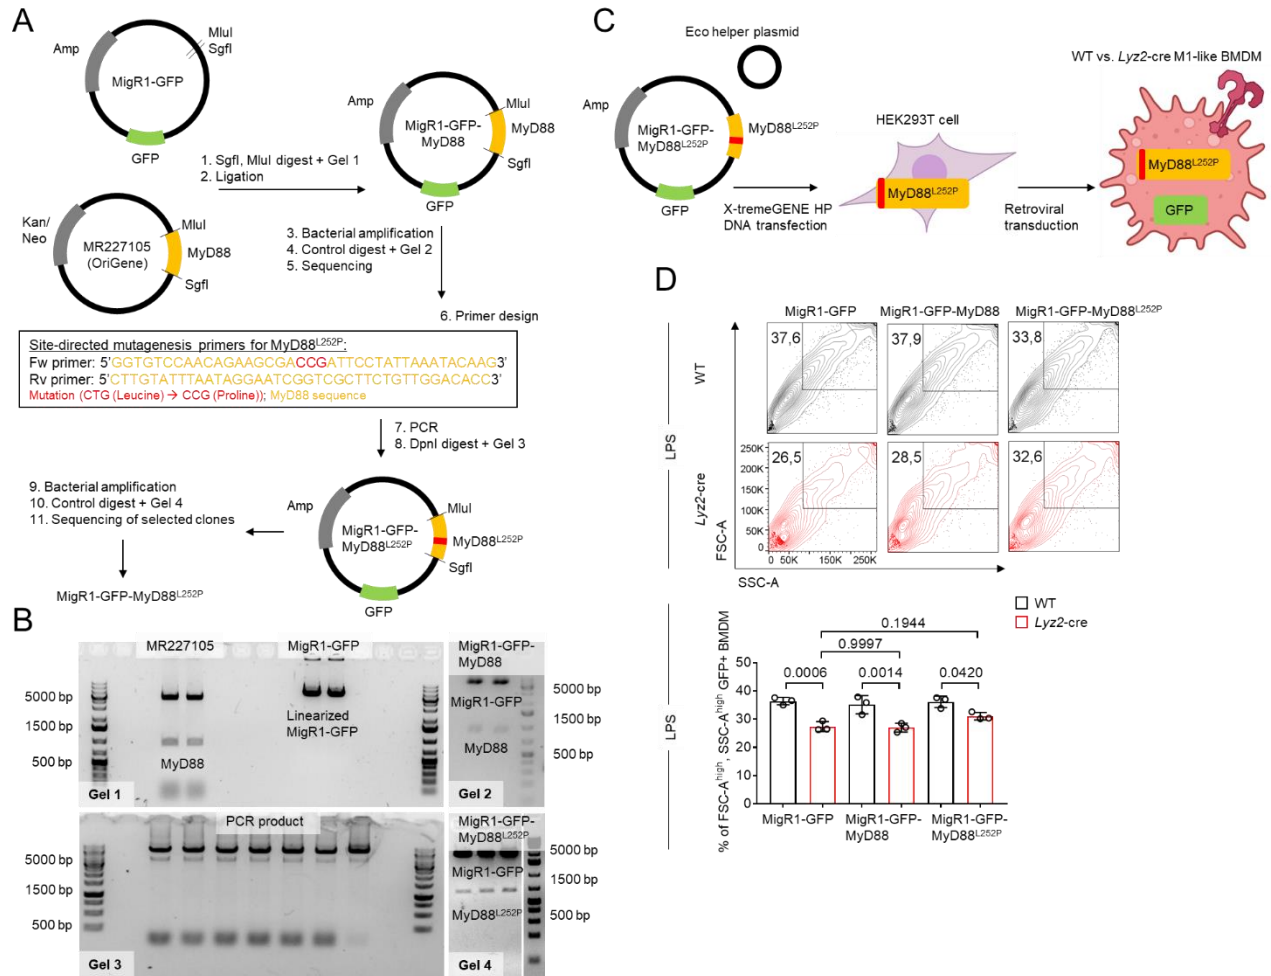 A
MluI
SgfI
Amp
MigR1-GFP
GFP
Kan/
Neo
MluI
MR227105
(OriGene)
MyD88
SgfI
1. SgfI, MluI digest + Gel 1
2. Ligation
Amp
MigR1-GFP-
MyD88
MluI
MyD88
SgfI
GFP
3. Bacterial amplification
4. Control digest + Gel 2
5. Sequencing
6. Primer design
Site-directed mutagenesis primers for MyD88L252P:
Fw primer: 5'GGTGTCCAACAGAAGCGACCGATTCCTATTAAATACAAG3'
Rv primer: 5'CTTGTATTTAATAGGAATCGGTCGCTTCTGTTGGACACC3'
Mutation (CTG (Leucine) → CCG (Proline)); MyD88 sequence
7. PCR
8. DpnI digest + Gel 3
Amp
MigR1-GFP-
MyD88L252P
MluI
MyD88L252P
SgfI
GFP
9. Bacterial amplification
10. Control digest + Gel 4
11. Sequencing of selected clones
MigR1-GFP-MyD88L252P
B
MR227105
MigR1-GFP
5000 bp
1500 bp
500 bp
MyD88
Linearized
MigR1-GFP
Gel 1
MigR1-GFP-
MyD88
MigR1-GFP
MyD88
5000 bp
1500 bp
500 bp
Gel 2
PCR product
5000 bp
1500 bp
500 bp
Gel 3
MigR1-GFP-
MyD88L252P
MigR1-GFP
MyD88L252P
5000 bp
1500 bp
500 bp
Gel 4
C
Eco helper plasmid
Amp
MigR1-GFP-
MyD88L252P
MyD88L252P
GFP
X-tremeGENE HP
DNA transfection
HEK293T cell
MyD88L252P
Retroviral
transduction
WT vs. Lyz2-cre M1-like BMDM
MyD88L252P
GFP
D
MigR1-GFP
MigR1-GFP-MyD88
MigR1-GFP-MyD88L252P
LPS
WT
37,6
37,9
33,8
Lyz2-cre
26,5
28,5
32,6
FSC-A
250K
200K
150K
100K
50K
0
0 50K 150K 250K
SSC-A
WT
Lyz2-cre
LPS
% of FSC-Ahigh, SSC-Ahigh GFP+ BMDM
50
40
30
20
10
0
0.1944
0.9997
0.0006
0.0014
0.0420
MigR1-GFP
MigR1-GFP-
MyD88
MigR1-GFP-
MyD88L252P